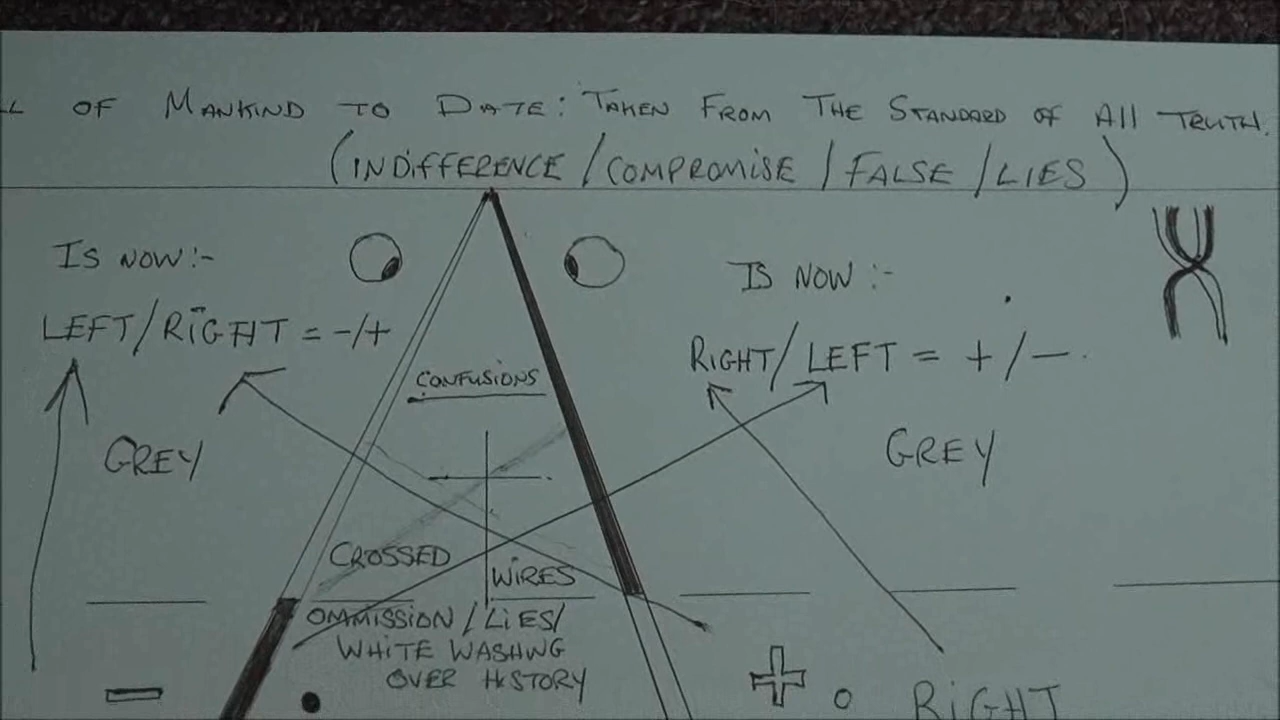 OF MANKIND TO DATE: TAKEN FROM THE STANDARD OF All TRUTH.
(INDIFFERENCE/COMPROMISE/FALSE/LIES)
IS NOW:-
LEFT/RIGHT = -/+
GREY
CONFUSIONS
IS NOW:-
RIGHT/LEFT = +/-
GREY
CROSSED WIRES
OMMISSION/LIES/
WHITE WASHING
OVER HISTORY
RIGHT